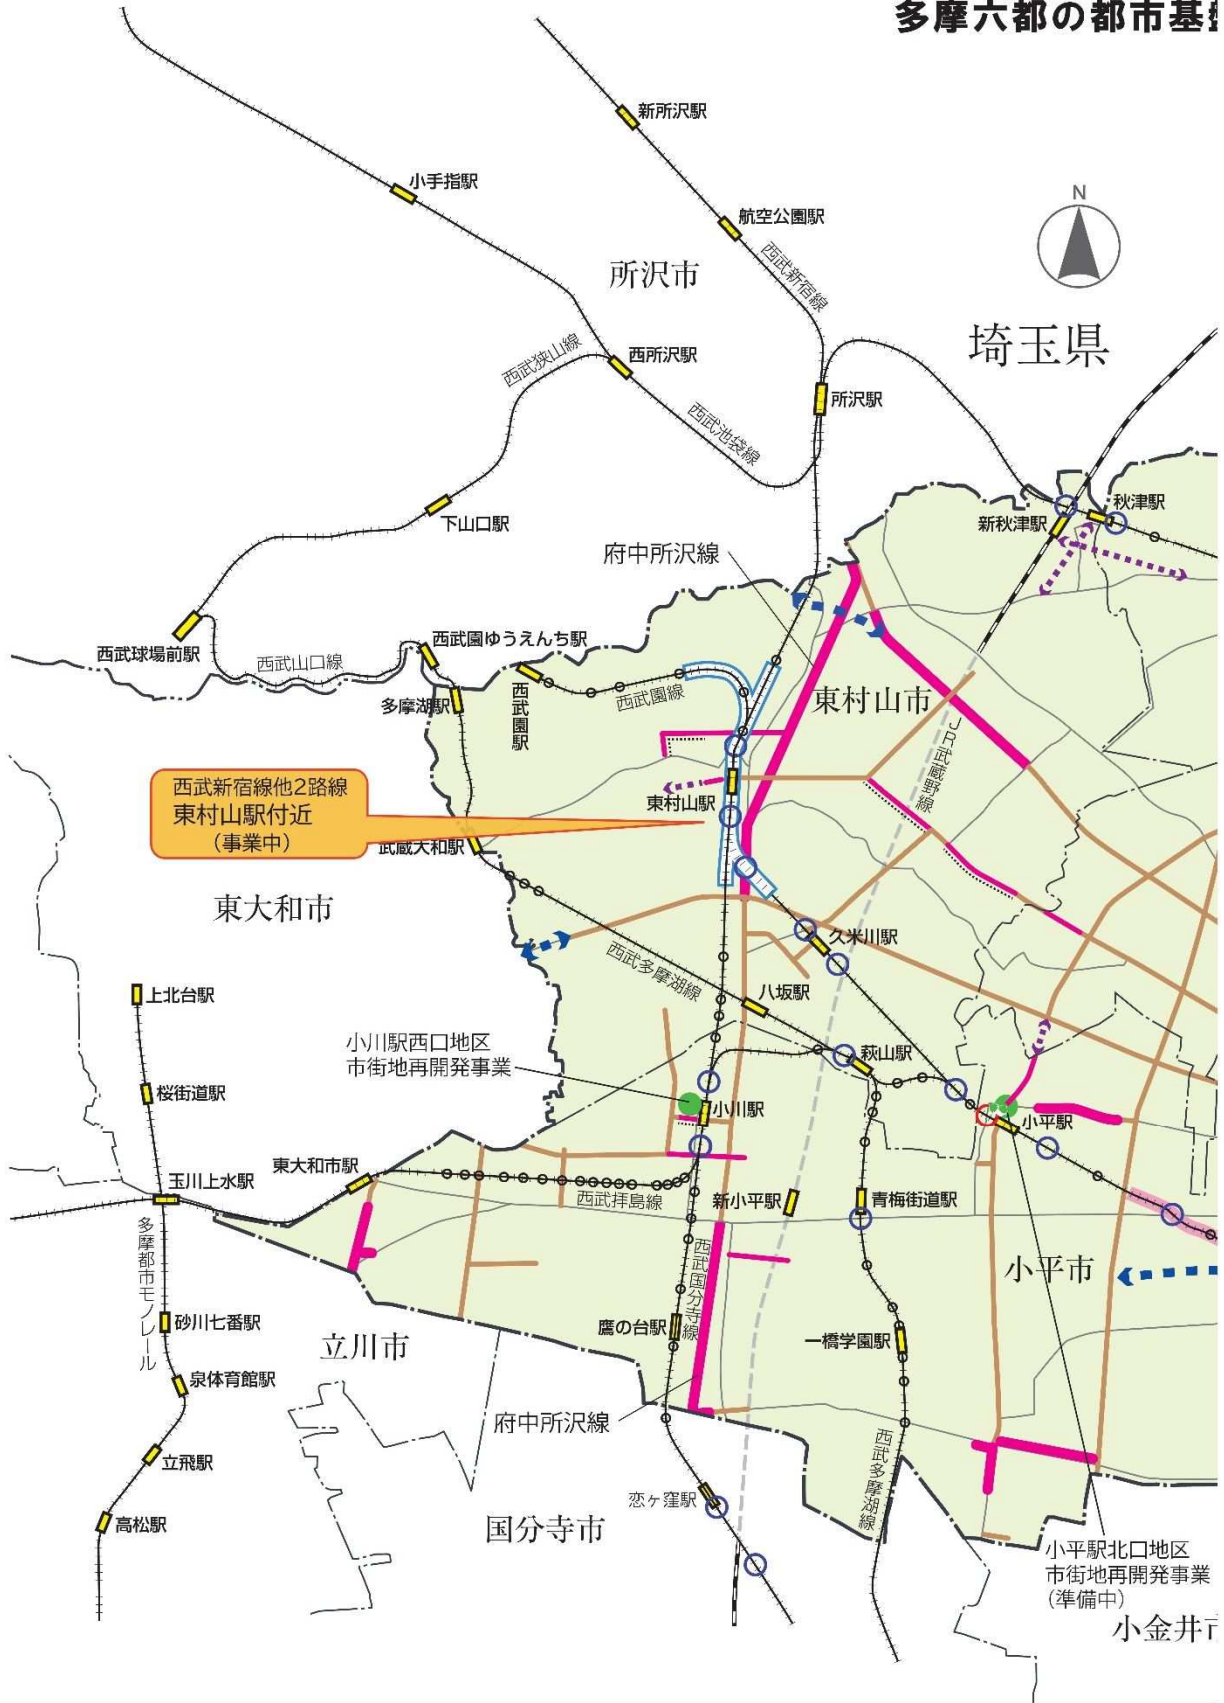 多摩六都の都市基
新所沢駅
小手指駅
航空公園駅
N
西武新宿線
所沢市
埼玉県
西武狭山線
西所沢駅
所沢駅
西武池袋線
下山口駅
新秋津駅
秋津駅
府中所沢線
西武球場前駅
西武山口線
西武園ゆうえんち駅
西武園駅
西武園線
多摩湖駅
東村山市
JR武蔵野線
西武新宿線他2路線
東村山駅付近
(事業中)
東村山駅
武蔵大和駅
東大和市
久米川駅
西武多摩湖線
八坂駅
上北台駅
小川駅西口地区
市街地再開発事業
萩山駅
桜街道駅
小川駅
小平駅
東大和市駅
玉川上水駅
西武拝島線
新小平駅
青梅街道駅
多摩都市モノレール
西武国分寺線
小平市
砂川七番駅
立川市
鷹の台駅
一橋学園駅
泉体育館駅
府中所沢線
立飛駅
西武多摩湖線
恋ヶ窪駅
高松駅
国分寺市
小平駅北口地区
市街地再開発事業
(準備中)
小金井